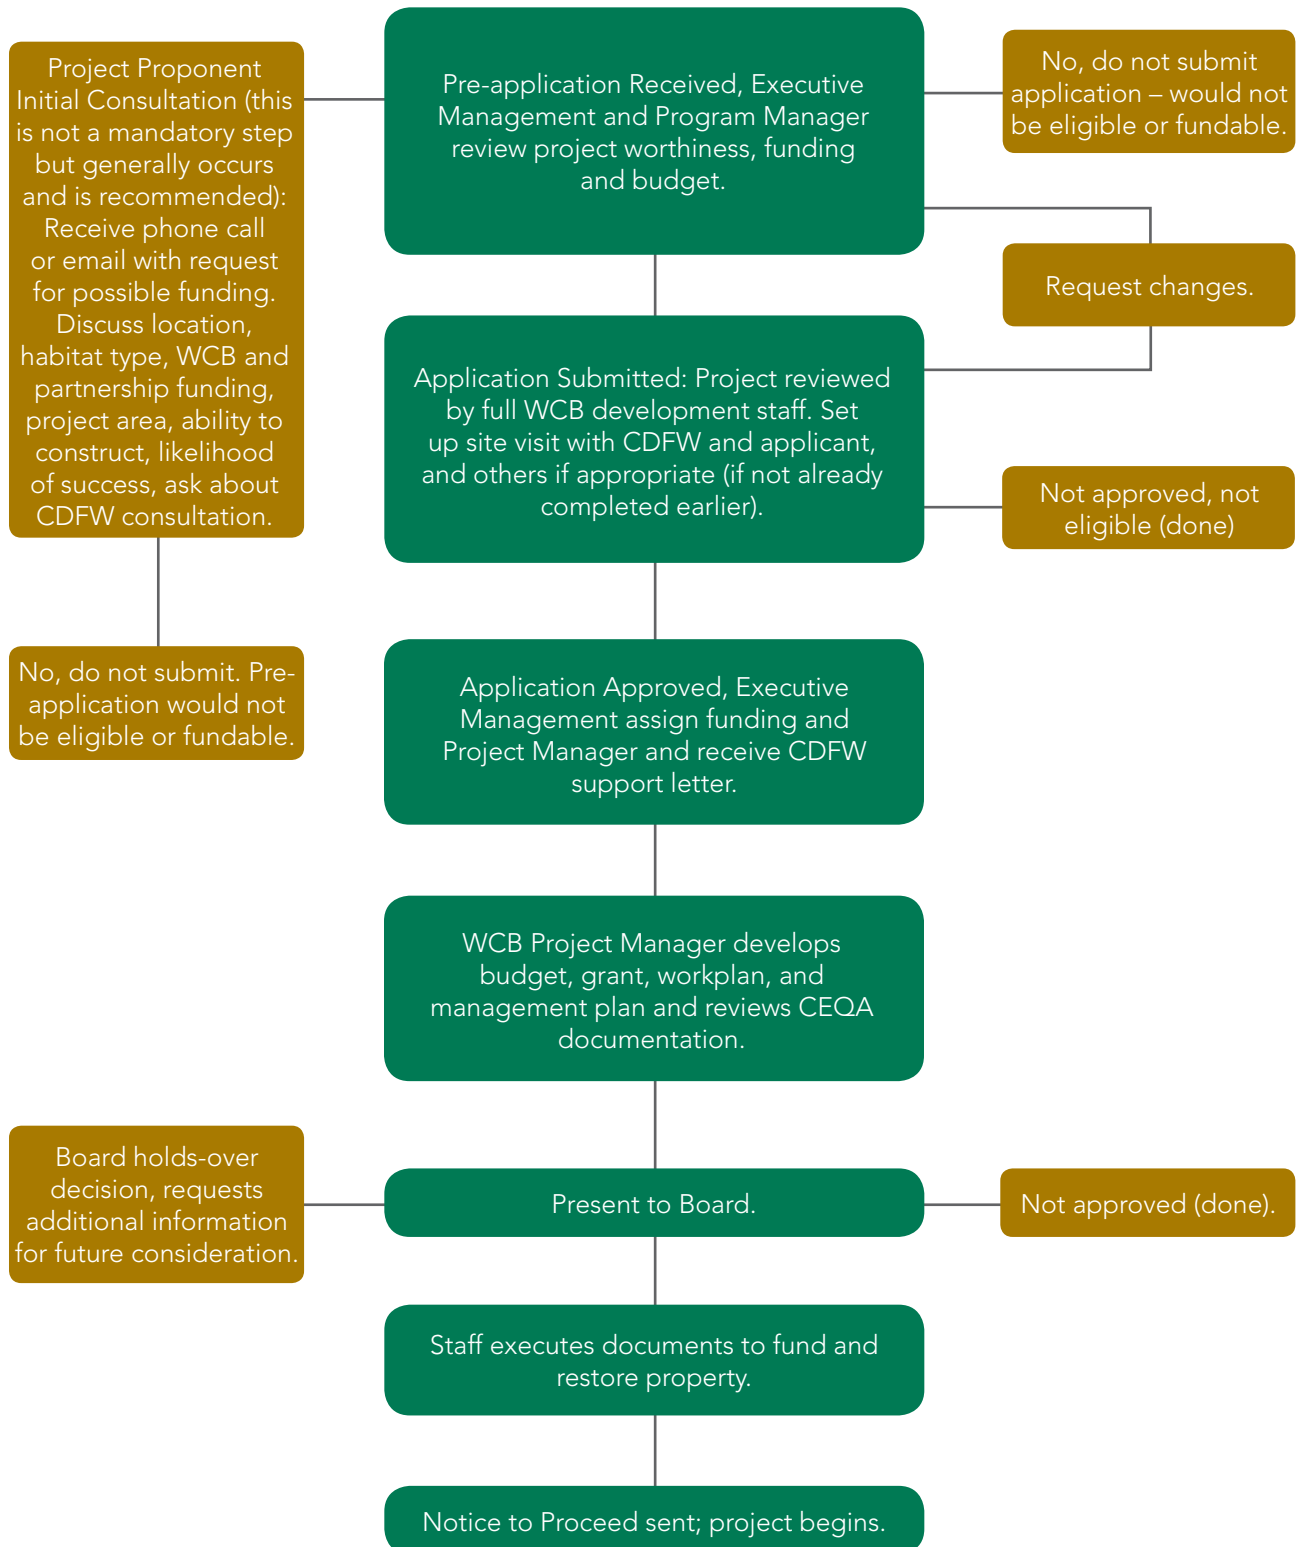 Project Proponent
Initial Consultation (this
is not a mandatory step
but generally occurs
and is recommended):
Receive phone call
or email with request
for possible funding.
Discuss location,
habitat type, WCB and
partnership funding,
project area, ability to
construct, likelihood
of success, ask about
CDFW consultation.
No, do not submit. Pre-
application would not
be eligible or fundable.
Pre-application Received, Executive
Management and Program Manager
review project worthiness, funding
and budget.
No, do not submit
application – would not
be eligible or fundable.
Request changes.
Application Submitted: Project reviewed
by full WCB development staff. Set
up site visit with CDFW and applicant,
and others if appropriate (if not already
completed earlier).
Not approved, not
eligible (done)
Application Approved, Executive
Management assign funding and
Project Manager and receive CDFW
support letter.
WCB Project Manager develops
budget, grant, workplan, and
management plan and reviews CEQA
documentation.
Board holds-over
decision, requests
additional information
for future consideration.
Present to Board.
Not approved (done).
Staff executes documents to fund and
restore property.
Notice to Proceed sent; project begins.